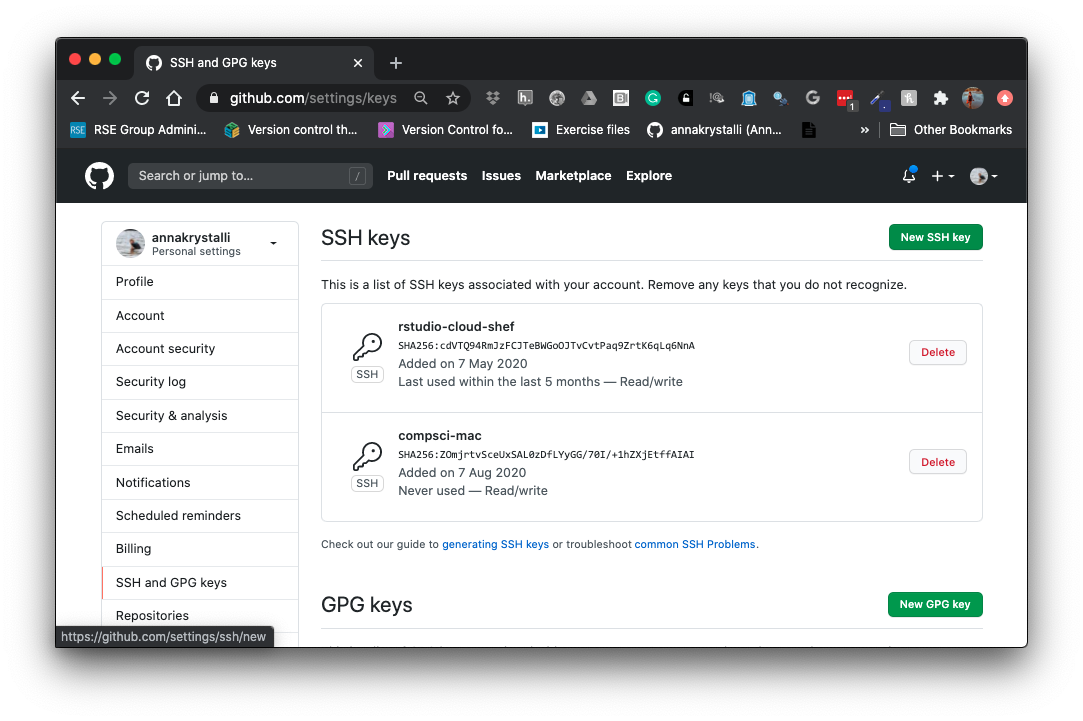 SSH and GPG keys
github.com/settings/keys
RSE Group Admini...
Version control th...
Version Control fo...
Exercise files
annakrystalli (Ann...
Other Bookmarks
Search or jump to...
/
Pull requests
Issues
Marketplace
Explore
annakrystalli
Personal settings
Profile
Account
Account security
Security log
Security & analysis
Emails
Notifications
Scheduled reminders
Billing
SSH and GPG keys
Repositories
https://github.com/settings/ssh/new
SSH keys
New SSH key
This is a list of SSH keys associated with your account. Remove any keys that you do not recognize.
rstudio-cloud-shef
SHA256:cdVTQ94RmJzFCJTeBWGoOJTvCvtPaq9ZrtK6qLq6NnA
Added on 7 May 2020
Last used within the last 5 months — Read/write
SSH
Delete
compsci-mac
SHA256:ZOmjrtvSceUxSAL0zDfLYyGG/70I/+1hZXjEtffAIAI
Added on 7 Aug 2020
Never used — Read/write
SSH
Delete
Check out our guide to generating SSH keys or troubleshoot common SSH Problems.
GPG keys
New GPG key